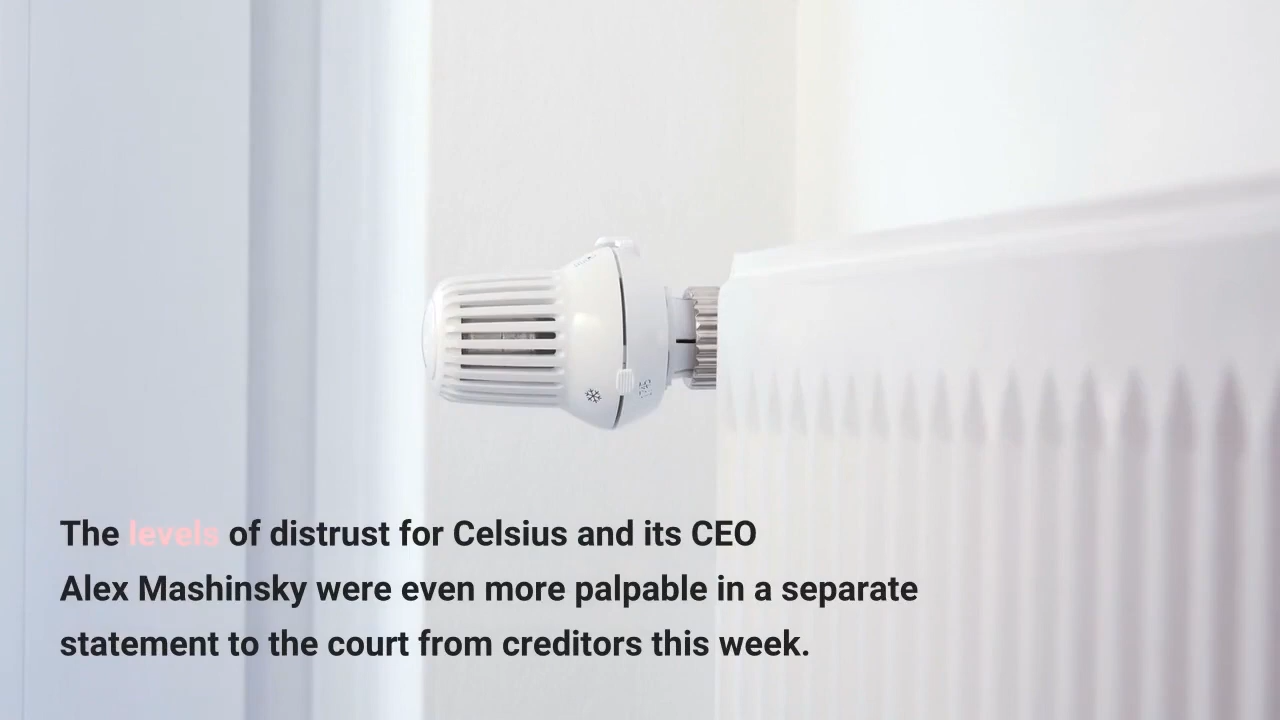 The levels of distrust for Celsius and its CEO
Alex Mashinsky were even more palpable in a separate
statement to the court from creditors this week.